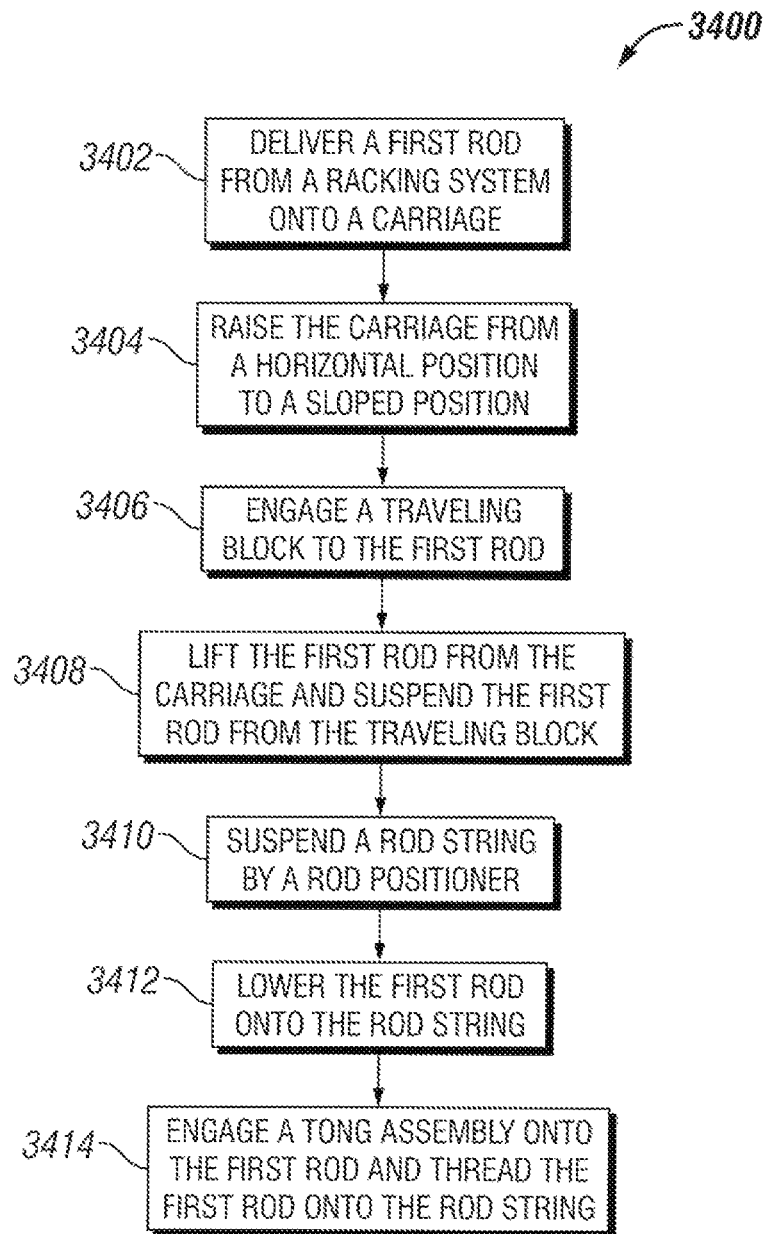 3400
3402
DELIVER A FIRST ROD
FROM A RACKING SYSTEM
ONTO A CARRIAGE
3404
RAISE THE CARRIAGE FROM
A HORIZONTAL POSITION
TO A SLOPED POSITION
3406
ENGAGE A TRAVELING
BLOCK TO THE FIRST ROD
3408
LIFT THE FIRST ROD FROM THE
CARRIAGE AND SUSPEND THE FIRST
ROD FROM THE TRAVELING BLOCK
3410
SUSPEND A ROD STRING
BY A ROD POSITIONER
3412
LOWER THE FIRST ROD
ONTO THE ROD STRING
3414
ENGAGE A TONG ASSEMBLY ONTO
THE FIRST ROD AND THREAD THE
FIRST ROD ONTO THE ROD STRING